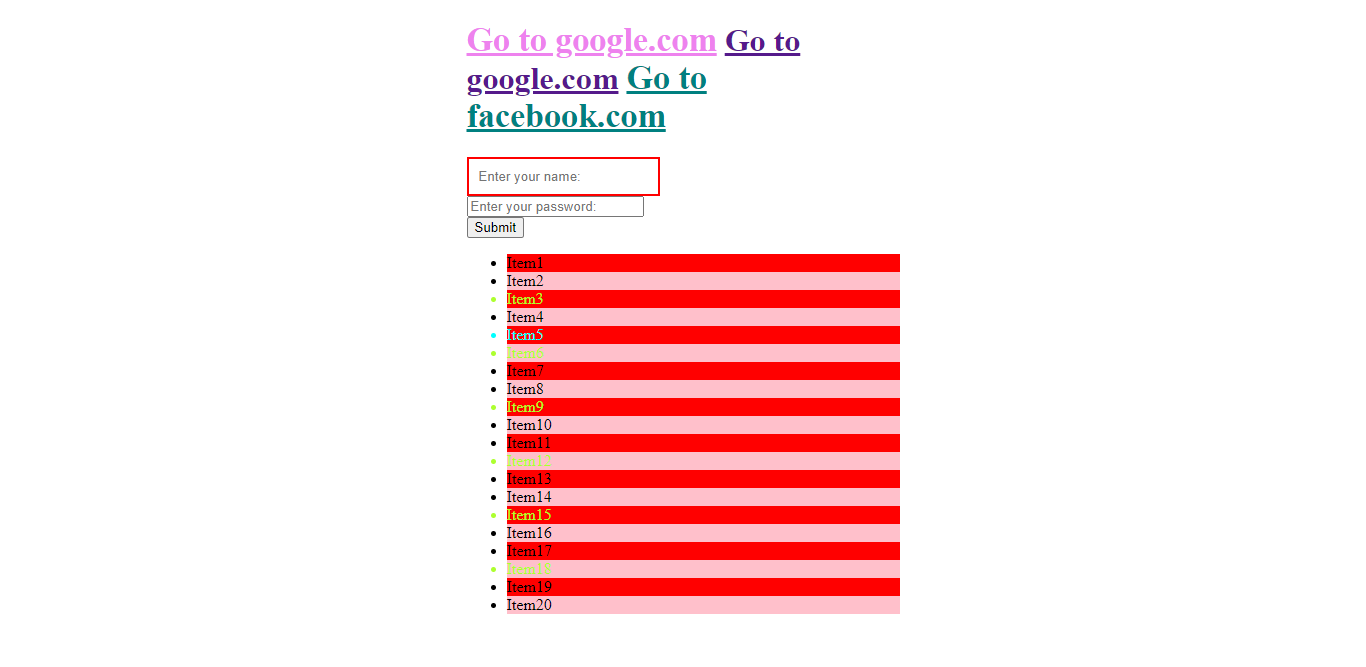 Go to google.com Go to
google.com Go to
facebook.com
Enter your name:
Enter your password:
Submit
Item1
Item2
Item3
Item4
Item5
Item6
Item7
Item8
Item9
Item10
Item11
Item12
Item13
Item14
Item15
Item16
Item17
Item18
Item19
Item20